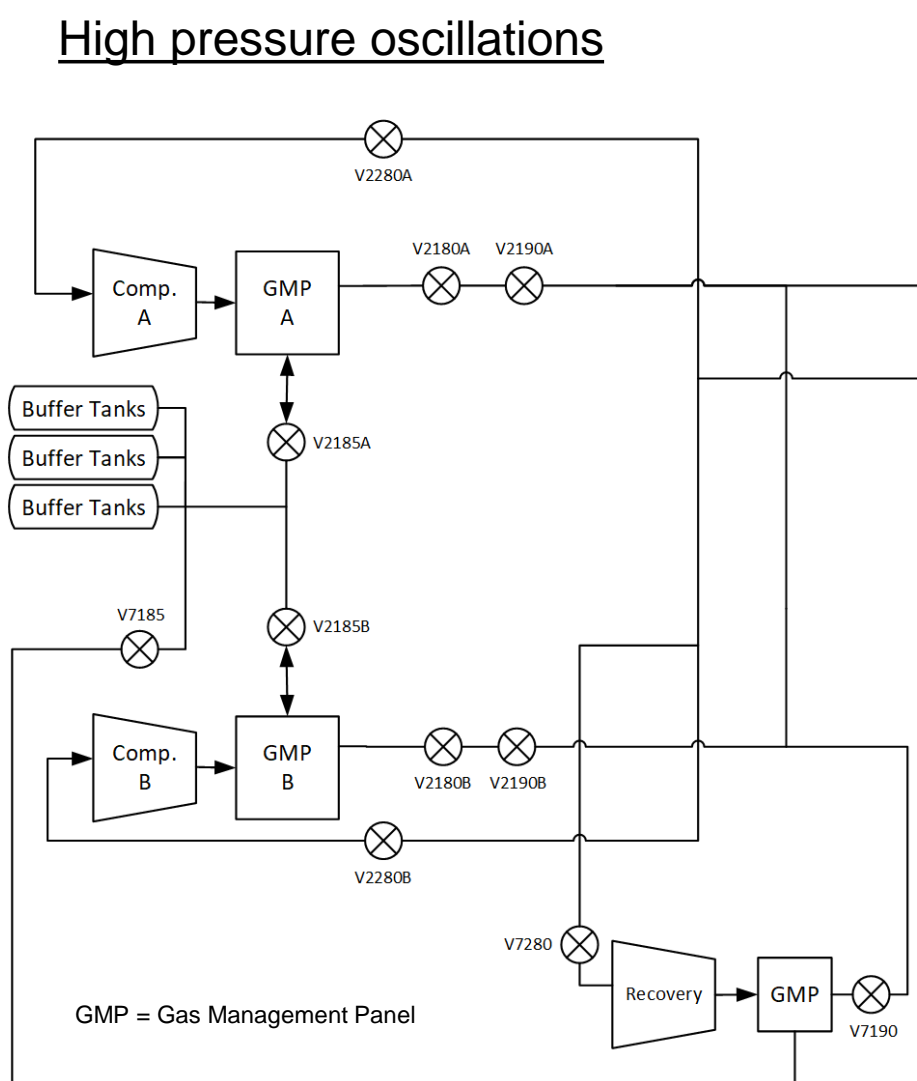 High pressure oscillations
V2280A
V2180A
V2190A
Comp.
A
GMP
A
Buffer Tanks
Buffer Tanks
Buffer Tanks
V2185A
V7185
V2185B
Comp.
B
GMP
B
V2180B
V2190B
V2280B
V7280
Recovery
GMP
V7190
GMP = Gas Management Panel